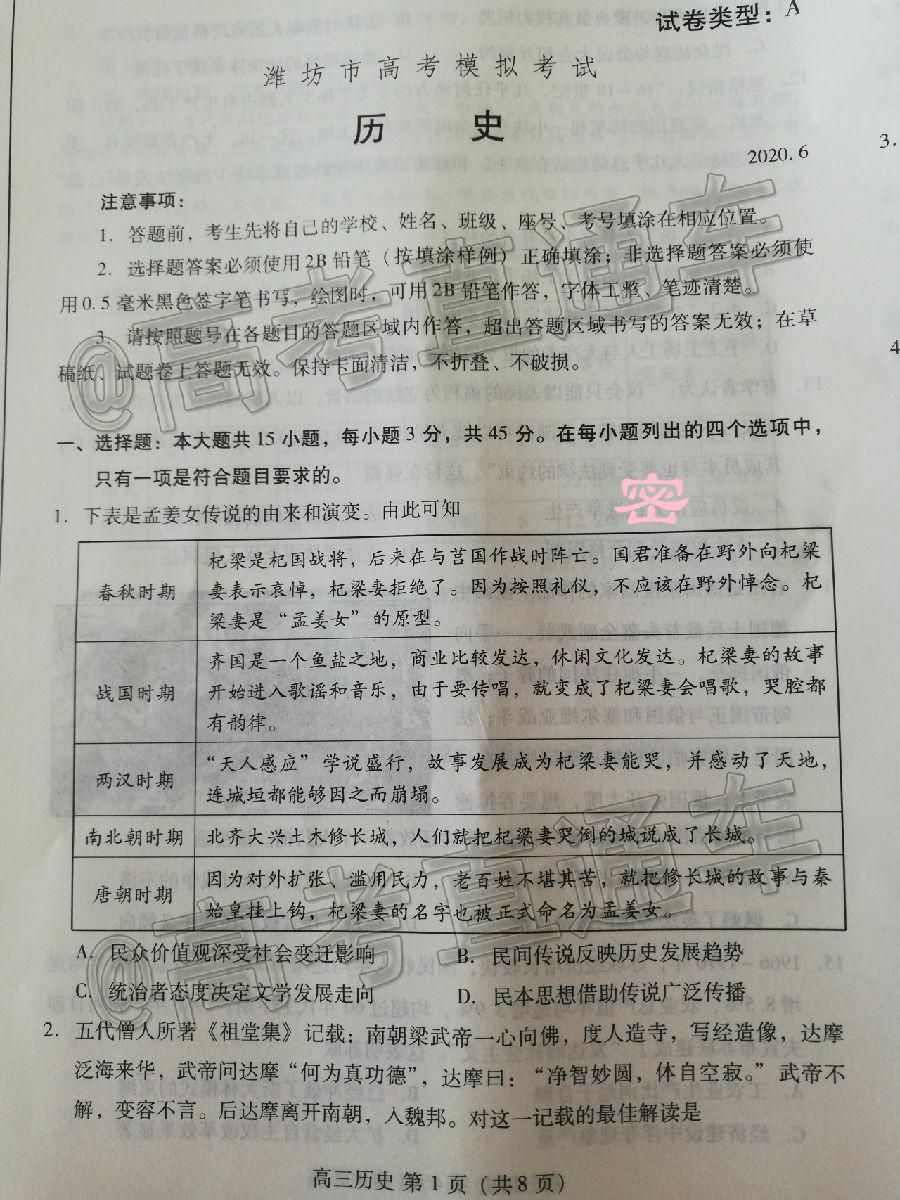 试卷类型：A
潍坊市高考模拟考试
历 史
2020.6
3.
注意事项：
1. 答题前，考生先将自己的学校、姓名、班级、座号、考号填涂在相应位置。
2. 选择题答案必须使用2B铅笔（按填涂样例）正确填涂；非选择题答案必须使
用0.5毫米黑色签字笔书写，绘图时，可用2B铅笔作答，字体工整、笔迹清楚。
3. 请按照题号在各题目的答题区域内作答，超出答题区域书写的答案无效；在草
稿纸、试题卷上答题无效。保持卡面清洁，不折叠、不破损。
4
一、选择题：本大题共15小题，每小题3分，共45分。在每小题列出的四个选项中，
只有一项是符合题目要求的。
密
1. 下表是孟姜女传说的由来和演变。由此可知
春秋时期
杞梁是杞国战将，后来在与莒国作战时阵亡。国君准备在野外向杞梁
妻表示哀悼，杞梁妻拒绝了。因为按照礼仪，不应该在野外悼念。杞
梁妻是“孟姜女”的原型。
战国时期
齐国是一个鱼盐之地，商业比较发达，休闲文化发达。杞梁妻的故事
开始进入歌谣和音乐，由于要传唱，就变成了杞梁妻会唱歌，哭腔都
有韵律。
两汉时期
“天人感应”学说盛行，故事发展成为杞梁妻能哭，并感动了天地，
连城垣都能够因之而崩塌。
南北朝时期
北齐大兴土木修长城，人们就把杞梁妻哭倒的城说成了长城。
唐朝时期
因为对外扩张、滥用民力，老百姓不堪其苦，就把修长城的故事与秦
始皇挂上钩，杞梁妻的名字也被正式命名为孟姜女。
A. 民众价值观深受社会变迁影响 B. 民间传说反映历史发展趋势
C. 统治者态度决定文学发展走向 D. 民本思想借助传说广泛传播
2. 五代僧人所著《祖堂集》记载：南朝梁武帝一心向佛，度人造寺，写经造像，达摩
泛海来华，武帝问达摩“何为真功德”，达摩曰：“净智妙圆，体自空寂。”武帝不
解，变容不言。后达摩离开南朝，入魏邦。对这一记载的最佳解读是
高三历史 第1页（共8页）
@高考直通车
@高考直通车